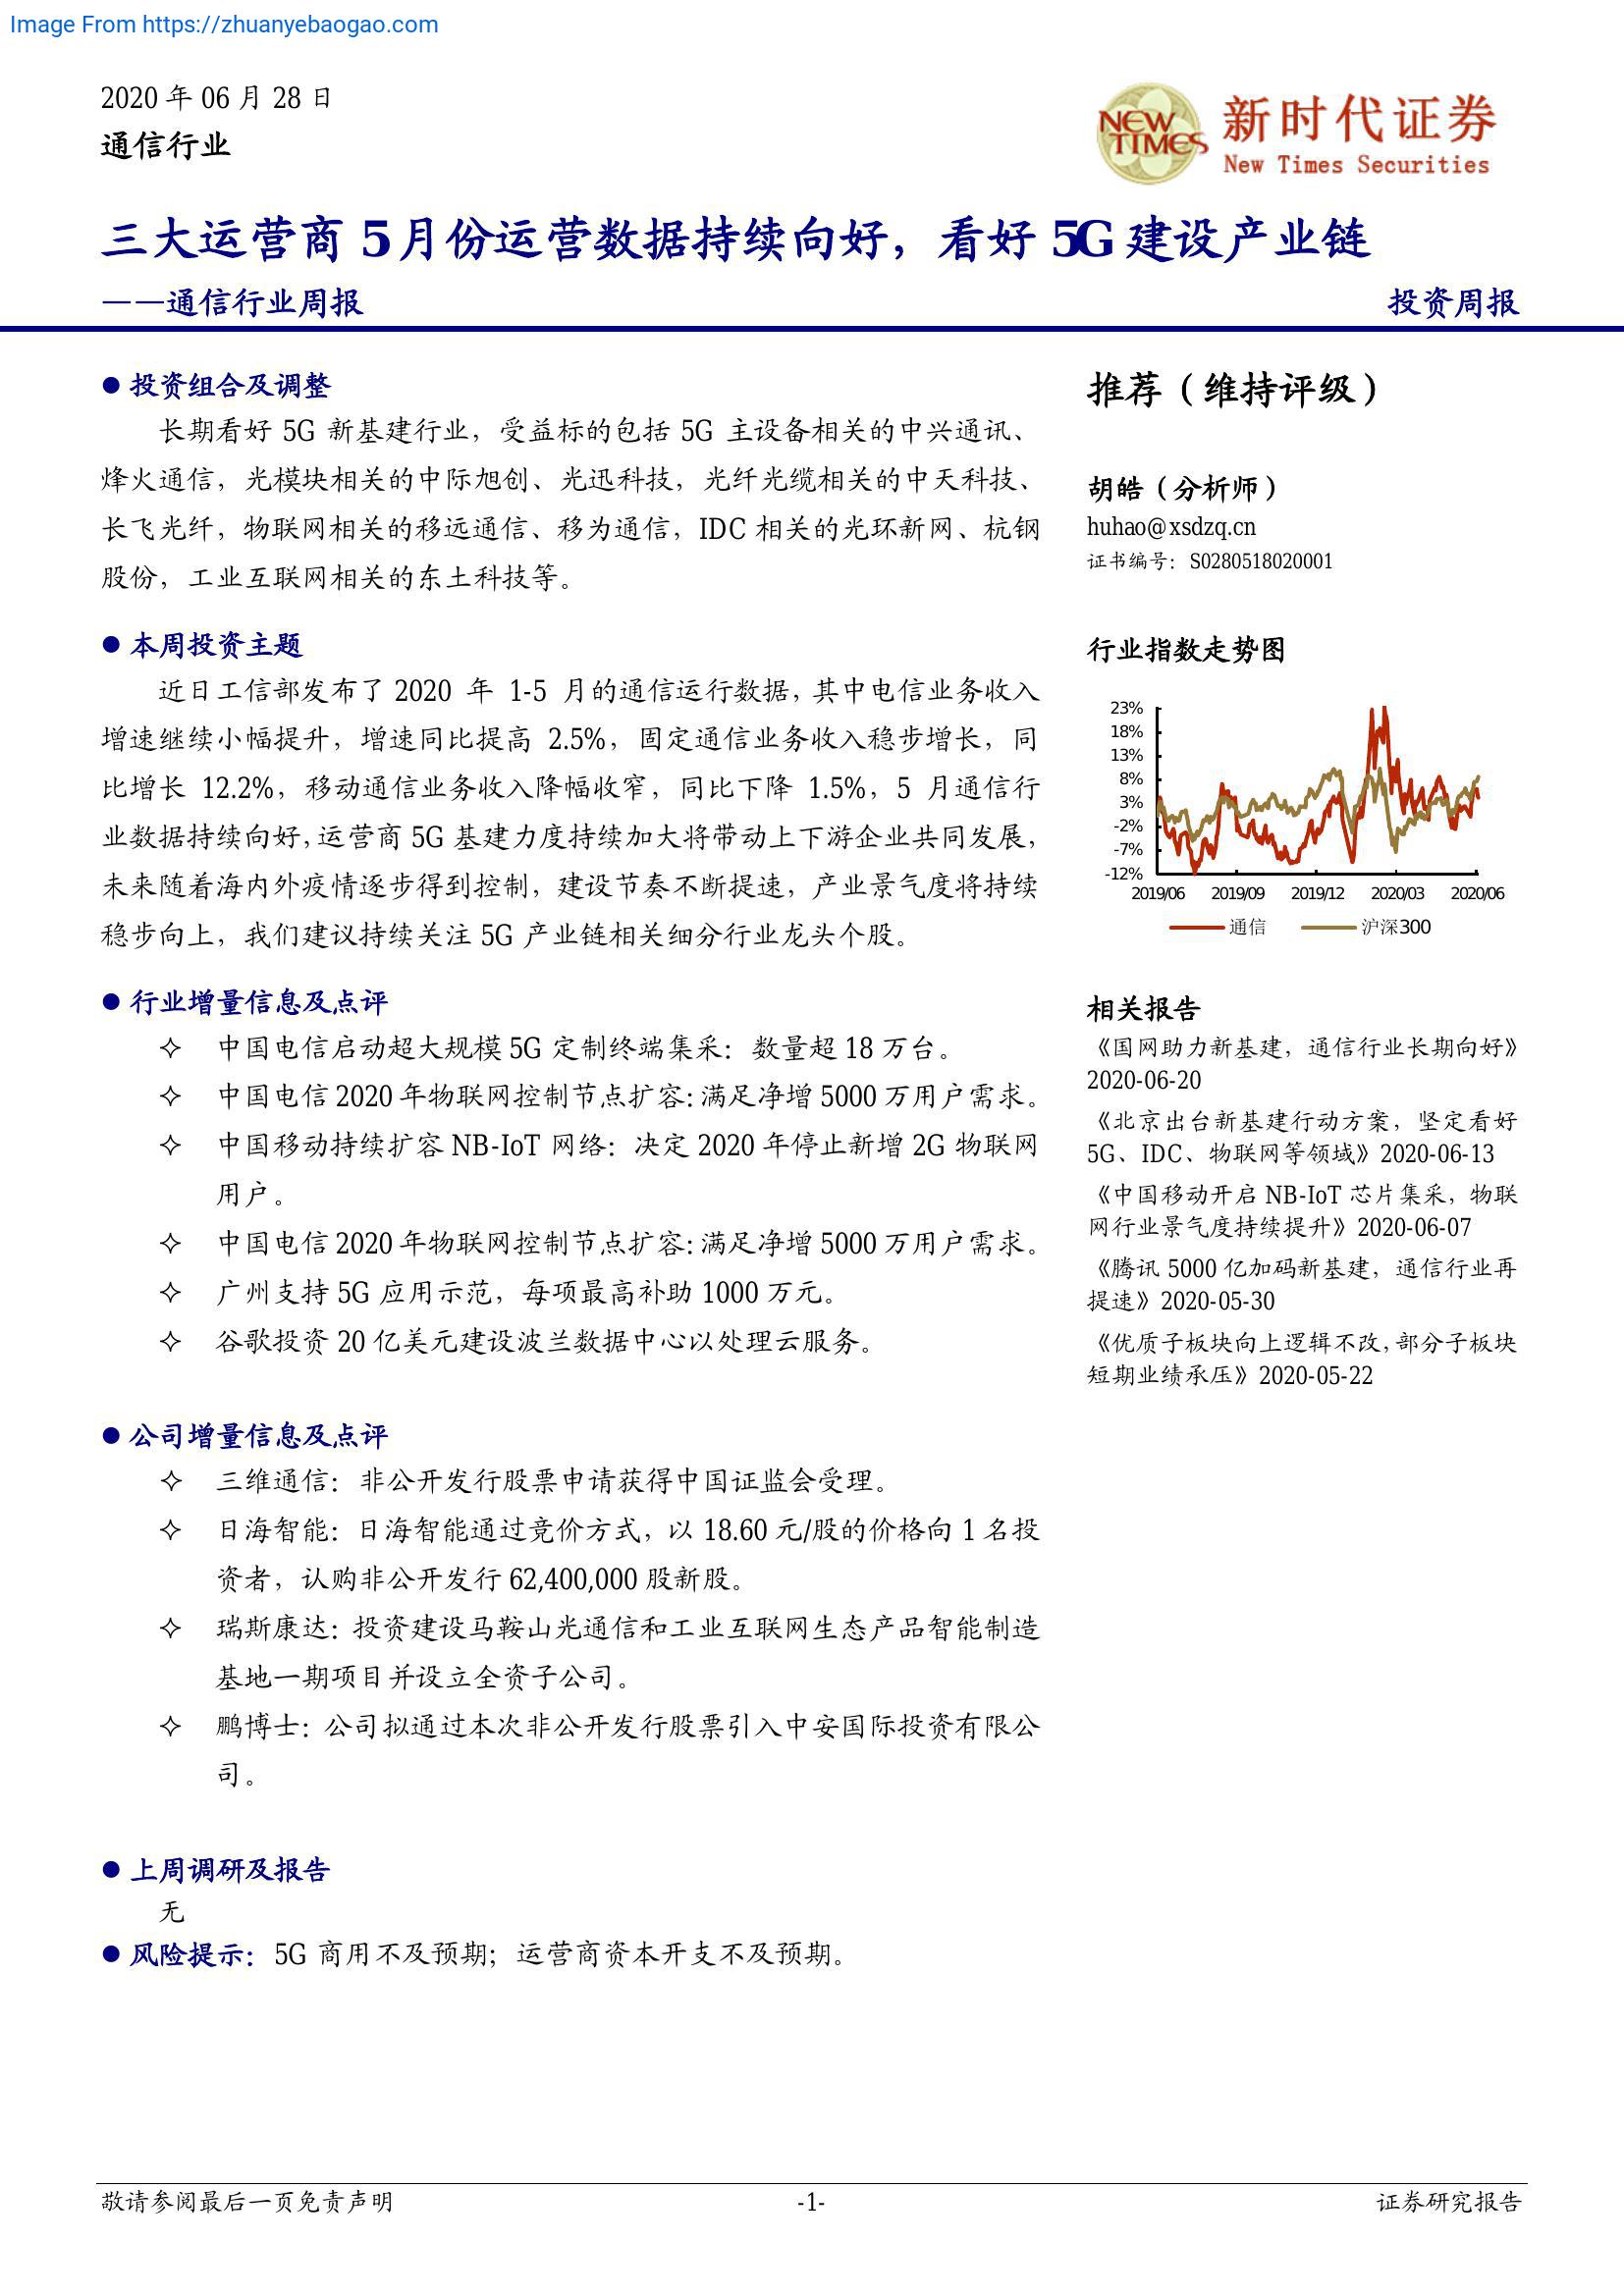 Image From https://zhuanyebaogao.com
2020 年 06 月 28 日
通信行业
NEW TIMES
新时代证券
New Times Securities
三大运营商 5 月份运营数据持续向好，看好 5G 建设产业链
——通信行业周报
投资周报
● 投资组合及调整
长期看好 5G 新基建行业，受益标的包括 5G 主设备相关的中兴通讯、
烽火通信，光模块相关的中际旭创、光迅科技，光纤光缆相关的中天科技、
长飞光纤，物联网相关的移远通信、移为通信，IDC 相关的光环新网、杭钢
股份，工业互联网相关的东土科技等。
● 本周投资主题
近日工信部发布了 2020 年 1-5 月的通信运行数据，其中电信业务收入
增速继续小幅提升，增速同比提高 2.5%，固定通信业务收入稳步增长，同
比增长 12.2%，移动通信业务收入降幅收窄，同比下降 1.5%，5 月通信行
业数据持续向好，运营商 5G 基建力度持续加大将带动上下游企业共同发展，
未来随着海内外疫情逐步得到控制，建设节奏不断提速，产业景气度将持续
稳步向上，我们建议持续关注 5G 产业链相关细分行业龙头个股。
● 行业增量信息及点评
✧ 中国电信启动超大规模 5G 定制终端集采：数量超 18 万台。
✧ 中国电信 2020 年物联网控制节点扩容：满足净增 5000 万用户需求。
✧ 中国移动持续扩容 NB-IoT 网络：决定 2020 年停止新增 2G 物联网
用户。
✧ 中国电信 2020 年物联网控制节点扩容：满足净增 5000 万用户需求。
✧ 广州支持 5G 应用示范，每项最高补助 1000 万元。
✧ 谷歌投资 20 亿美元建设波兰数据中心以处理云服务。
● 公司增量信息及点评
✧ 三维通信：非公开发行股票申请获得中国证监会受理。
✧ 日海智能：日海智能通过竞价方式，以 18.60 元/股的价格向 1 名投
资者，认购非公开发行 62,400,000 股新股。
✧ 瑞斯康达：投资建设马鞍山光通信和工业互联网生态产品智能制造
基地一期项目并设立全资子公司。
✧ 鹏博士：公司拟通过本次非公开发行股票引入中安国际投资有限公
司。
● 上周调研及报告
无
● 风险提示：5G 商用不及预期；运营商资本开支不及预期。
推荐（维持评级）
胡皓（分析师）
huhao@xsdzq.cn
证书编号：S0280518020001
行业指数走势图
23%
18%
13%
8%
3%
-2%
-7%
-12%
2019/06 2019/09 2019/12 2020/03 2020/06
通信 沪深300
相关报告
《国网助力新基建，通信行业长期向好》
2020-06-20
《北京出台新基建行动方案，坚定看好
5G、IDC、物联网等领域》2020-06-13
《中国移动开启 NB-IoT 芯片集采，物联
网行业景气度持续提升》2020-06-07
《腾讯 5000 亿加码新基建，通信行业再
提速》2020-05-30
《优质子板块向上逻辑不改，部分子板块
短期业绩承压》2020-05-22
敬请参阅最后一页免责声明
-1-
证券研究报告